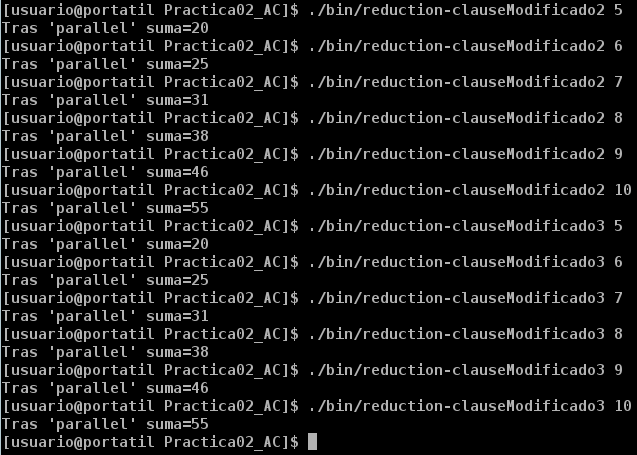 [usuario@portatil Practica02_AC]$ ./bin/reduction-clauseModificado2 5
Tras 'parallel' suma=20
[usuario@portatil Practica02_AC]$ ./bin/reduction-clauseModificado2 6
Tras 'parallel' suma=25
[usuario@portatil Practica02_AC]$ ./bin/reduction-clauseModificado2 7
Tras 'parallel' suma=31
[usuario@portatil Practica02_AC]$ ./bin/reduction-clauseModificado2 8
Tras 'parallel' suma=38
[usuario@portatil Practica02_AC]$ ./bin/reduction-clauseModificado2 9
Tras 'parallel' suma=46
[usuario@portatil Practica02_AC]$ ./bin/reduction-clauseModificado2 10
Tras 'parallel' suma=55
[usuario@portatil Practica02_AC]$ ./bin/reduction-clauseModificado3 5
Tras 'parallel' suma=20
[usuario@portatil Practica02_AC]$ ./bin/reduction-clauseModificado3 6
Tras 'parallel' suma=25
[usuario@portatil Practica02_AC]$ ./bin/reduction-clauseModificado3 7
Tras 'parallel' suma=31
[usuario@portatil Practica02_AC]$ ./bin/reduction-clauseModificado3 8
Tras 'parallel' suma=38
[usuario@portatil Practica02_AC]$ ./bin/reduction-clauseModificado3 9
Tras 'parallel' suma=46
[usuario@portatil Practica02_AC]$ ./bin/reduction-clauseModificado3 10
Tras 'parallel' suma=55
[usuario@portatil Practica02_AC]$